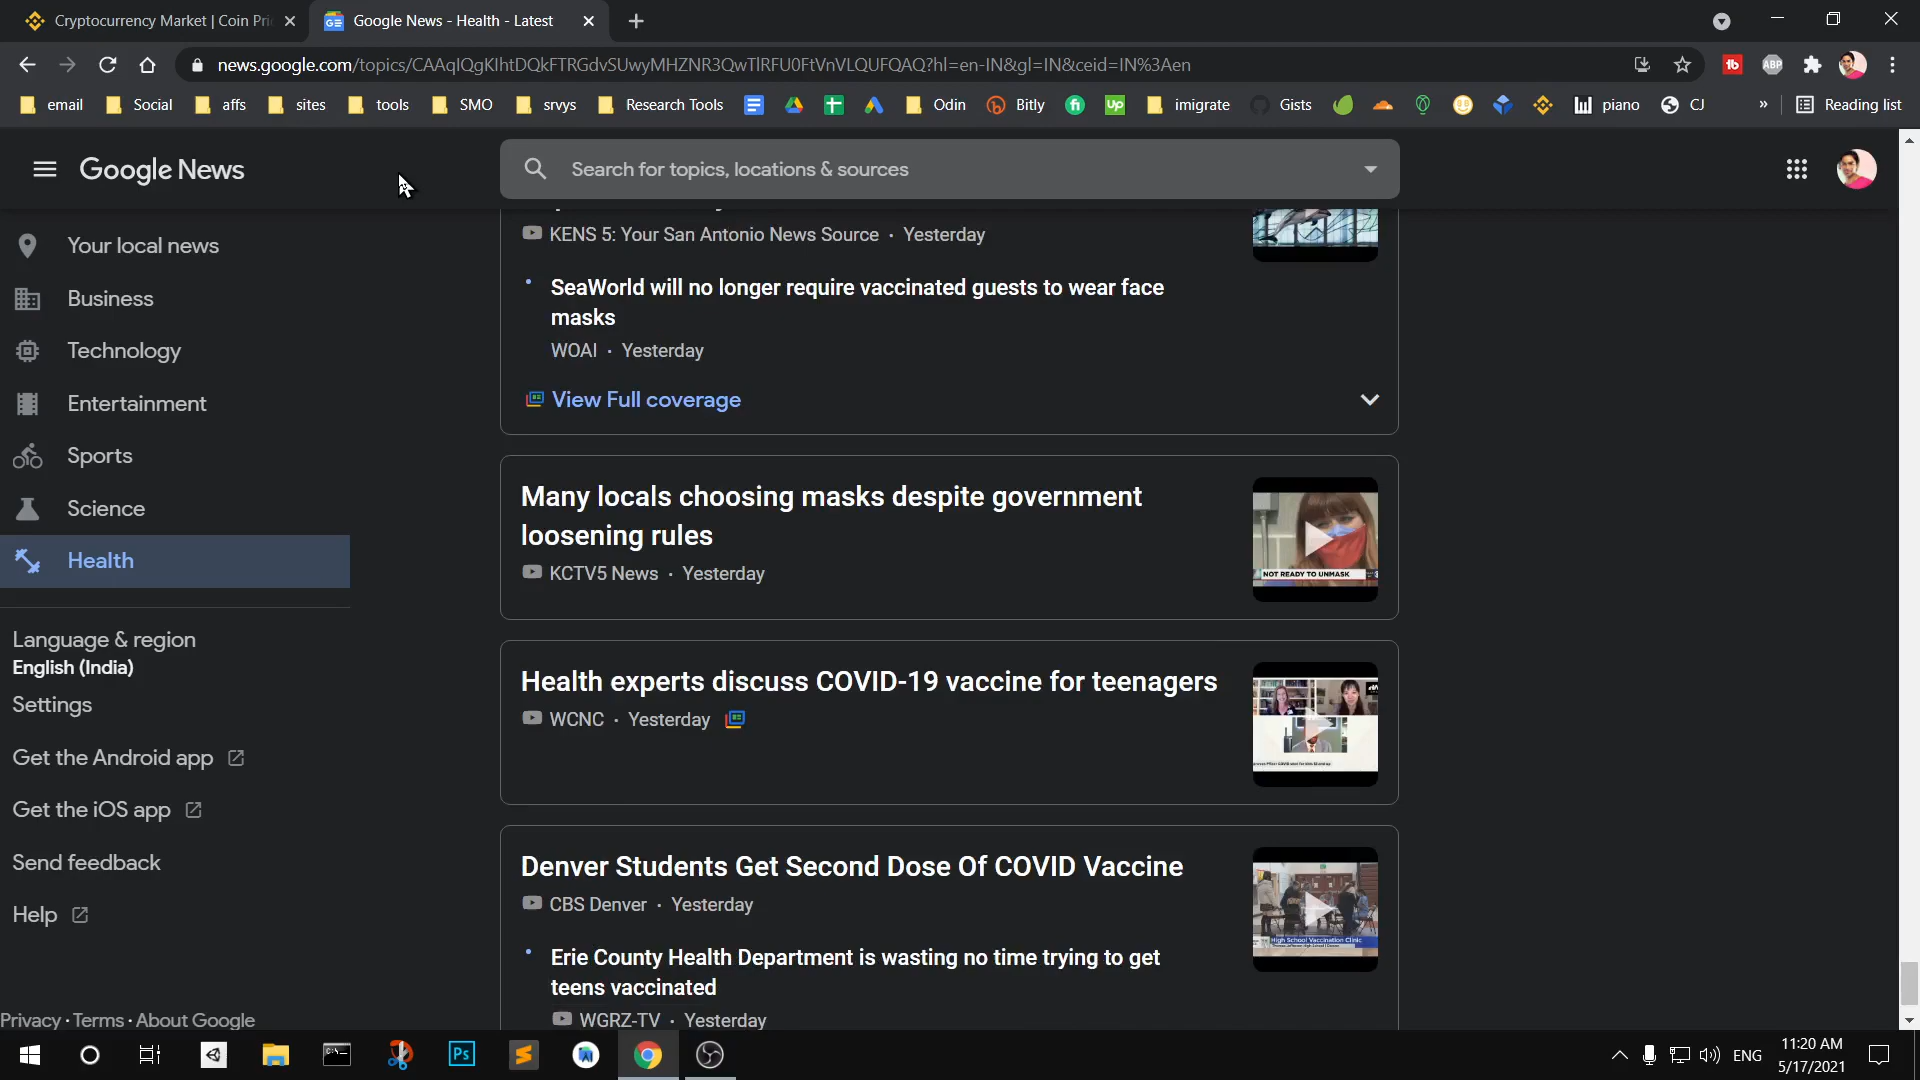 Cryptocurrency Market | Coin Pri
Google News - Health - Latest
news.google.com/topics/CAAqIQgKIhtDQkFTRGdvSUwyMHZNR3QwTlRFU0FtVnVLQUFQAQ?hl=en-IN&gl=IN&ceid=IN%3Aen
email Social affs sites tools SMO srvys Research Tools Odin Bitly imigrate Gists piano CJ » Reading list
Google News
Search for topics, locations & sources
Your local news
Business
Technology
Entertainment
Sports
Science
Health
Language & region
English (India)
Settings
Get the Android app
Get the iOS app
Send feedback
Help
Privacy · Terms · About Google
KENS 5: Your San Antonio News Source · Yesterday
SeaWorld will no longer require vaccinated guests to wear face
masks
WOAI · Yesterday
View Full coverage
Many locals choosing masks despite government
loosening rules
KCTV5 News · Yesterday
NOT READY TO UNMASK
Health experts discuss COVID-19 vaccine for teenagers
WCNC · Yesterday
Denver Students Get Second Dose Of COVID Vaccine
CBS Denver · Yesterday
High School Vaccination Clinic
Erie County Health Department is wasting no time trying to get
teens vaccinated
WGRZ-TV · Yesterday
Ps
ENG
11:20 AM
5/17/2021